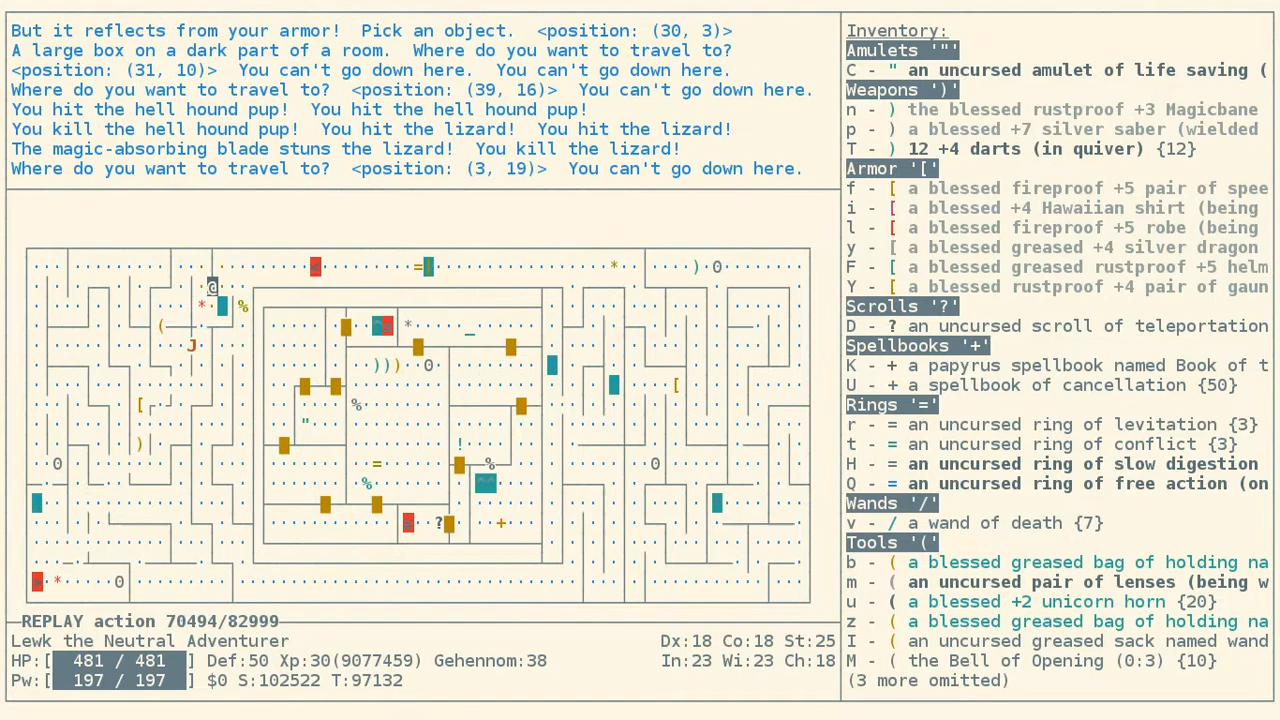 But it reflects from your armor!  Pick an object.  <position: (30, 3)>
A large box on a dark part of a room.  Where do you want to travel to?
<position: (31, 10)>  You can't go down here.  You can't go down here.
Where do you want to travel to?  <position: (39, 16)>  You can't go down here.
You hit the hell hound pup!  You hit the hell hound pup!
You kill the hell hound pup!  You hit the lizard!  You hit the lizard!
The magic-absorbing blade stuns the lizard!  You kill the lizard!
Where do you want to travel to?  <position: (3, 19)>  You can't go down here.
REPLAY action 70494/82999
Lewk the Neutral Adventurer Dx:18 Co:18 St:25
HP:[ 481 / 481 ] Def:50 Xp:30(9077459) Gehennom:38 In:23 Wi:23 Ch:18
Pw:[ 197 / 197 ] $0 S:102522 T:97132
Inventory:
Amulets '"'
C - " an uncursed amulet of life saving (
Weapons ')'
n - ) the blessed rustproof +3 Magicbane
p - ) a blessed +7 silver saber (wielded
T - ) 12 +4 darts (in quiver) {12}
Armor '['
f - [ a blessed fireproof +5 pair of spee
i - [ a blessed +4 Hawaiian shirt (being
l - [ a blessed fireproof +5 robe (being
y - [ a blessed greased +4 silver dragon
F - [ a blessed greased rustproof +5 helm
Y - [ a blessed rustproof +4 pair of gaun
Scrolls '?'
D - ? an uncursed scroll of teleportation
Spellbooks '+'
K - + a papyrus spellbook named Book of t
U - + a spellbook of cancellation {50}
Rings '='
r - = an uncursed ring of levitation {3}
t - = an uncursed ring of conflict {3}
H - = an uncursed ring of slow digestion
Q - = an uncursed ring of free action (on
Wands '/'
v - / a wand of death {7}
Tools '('
b - ( a blessed greased bag of holding na
m - ( an uncursed pair of lenses (being w
u - ( a blessed +2 unicorn horn {20}
z - ( a blessed greased bag of holding na
I - ( an uncursed greased sack named wand
M - ( the Bell of Opening (0:3) {10}
(3 more omitted)